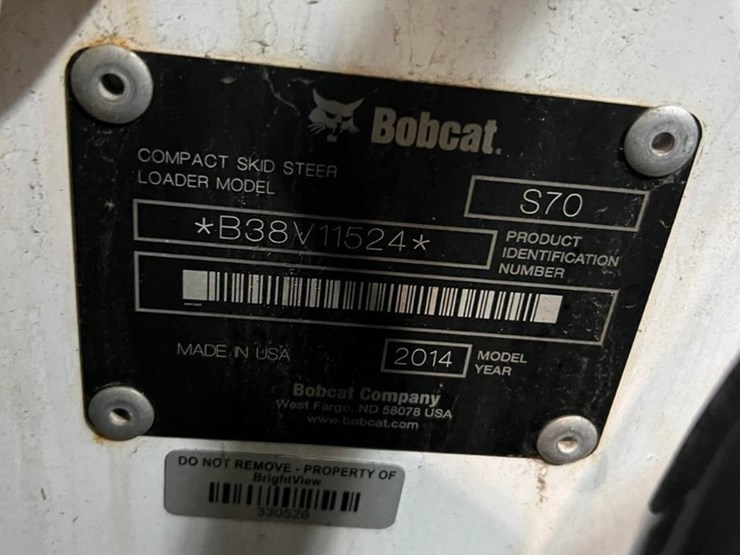 Bobcat.
COMPACT SKID STEER
LOADER MODEL
S70
*B38V11524*
PRODUCT
IDENTIFICATION
NUMBER
MADE IN USA
2014
MODEL
YEAR
Bobcat Company
West Fargo, ND 58078 USA
www.bobcat.com
DO NOT REMOVE - PROPERTY OF
BrightView
330526